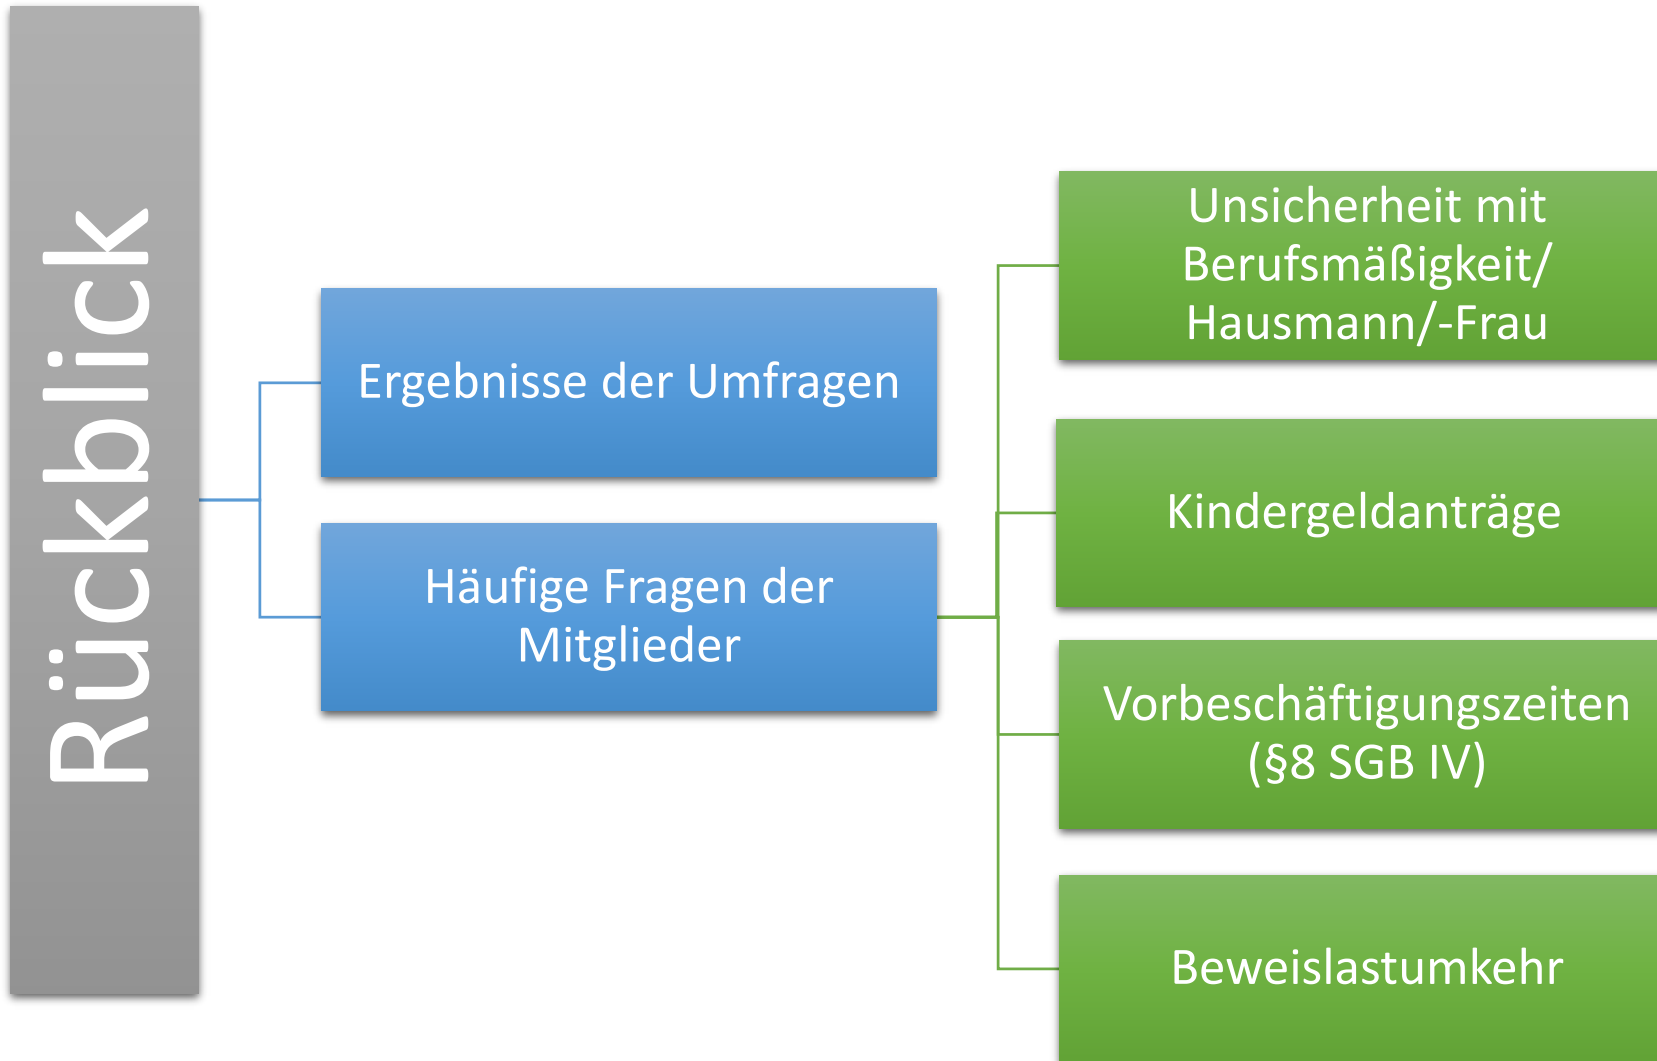 Rückblick
Ergebnisse der Umfragen
Häufige Fragen der
Mitglieder
Unsicherheit mit
Berufsmäßigkeit/
Hausmann/-Frau
Kindergeldanträge
Vorbeschäftigungszeiten
(§8 SGB IV)
Beweislastumkehr